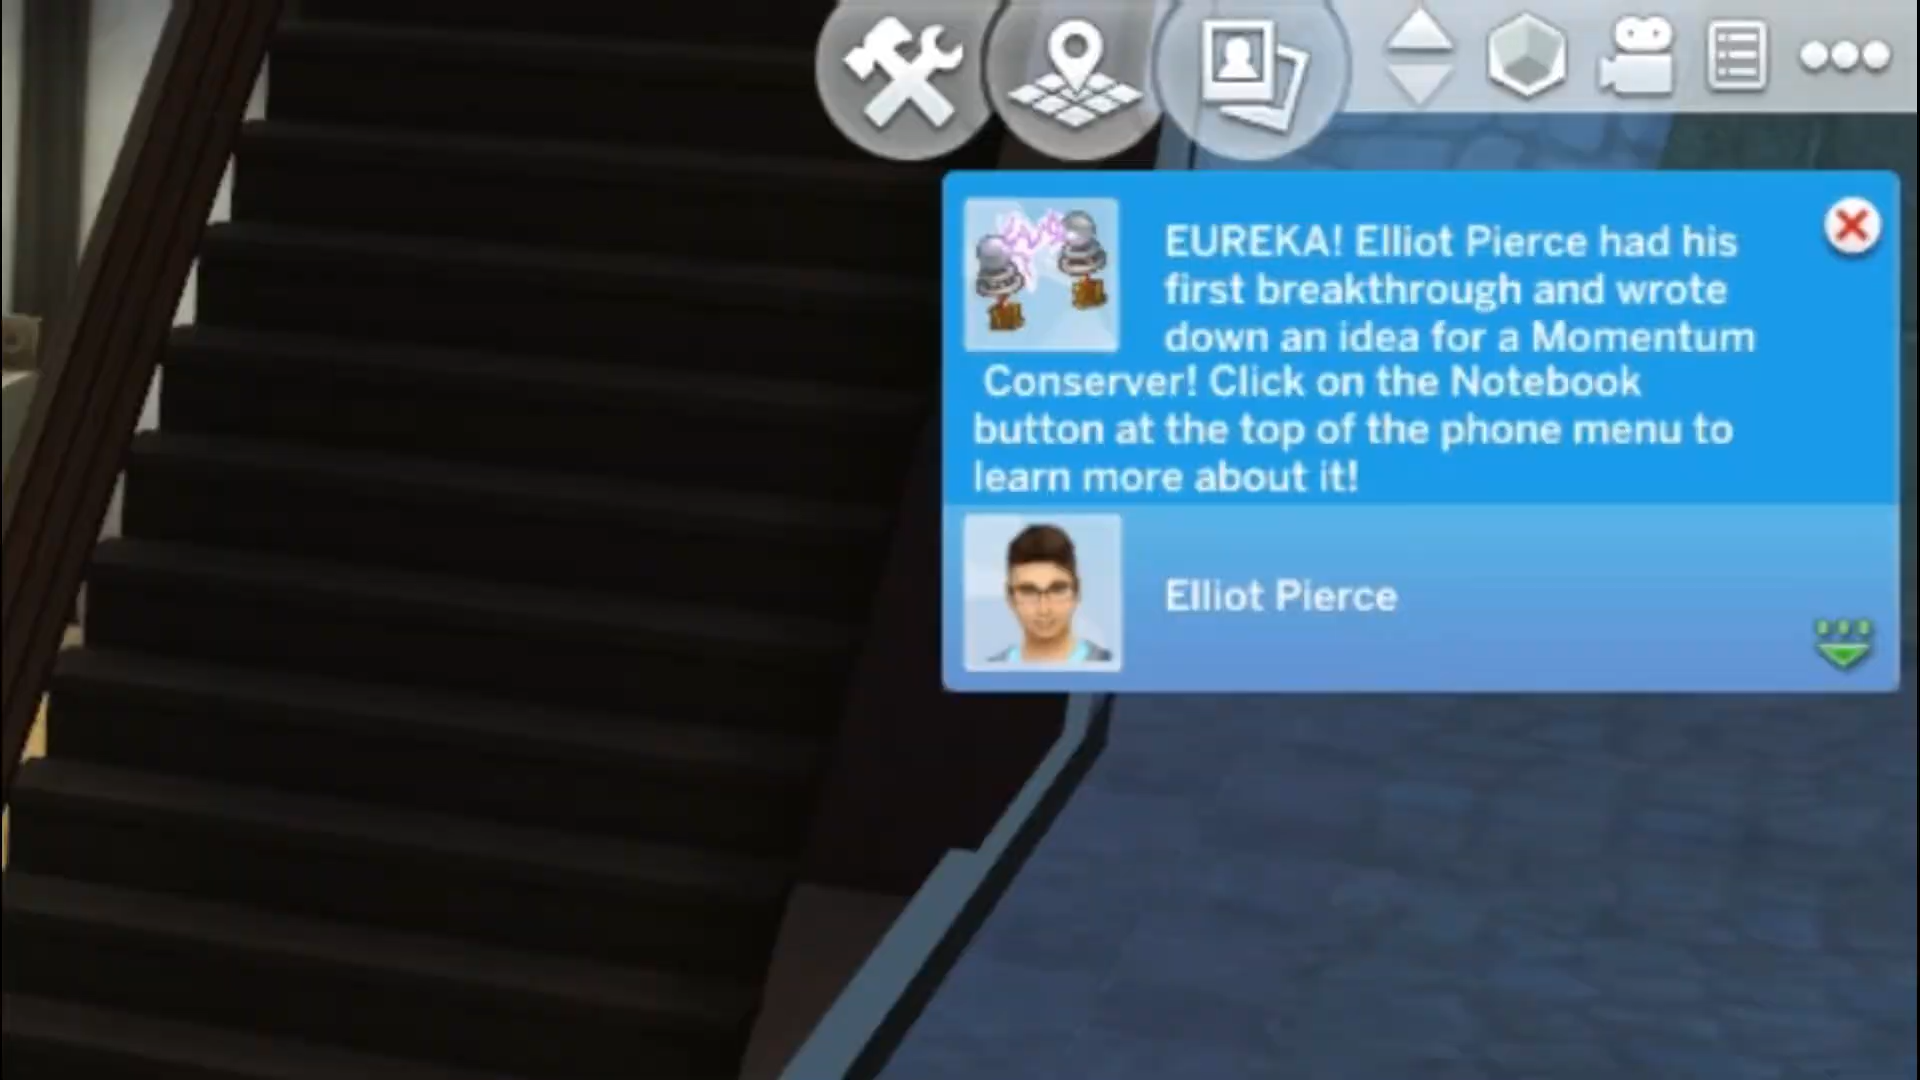 EUREKA! Elliot Pierce had his
first breakthrough and wrote
down an idea for a Momentum
Conserver! Click on the Notebook
button at the top of the phone menu to
learn more about it!
Elliot Pierce